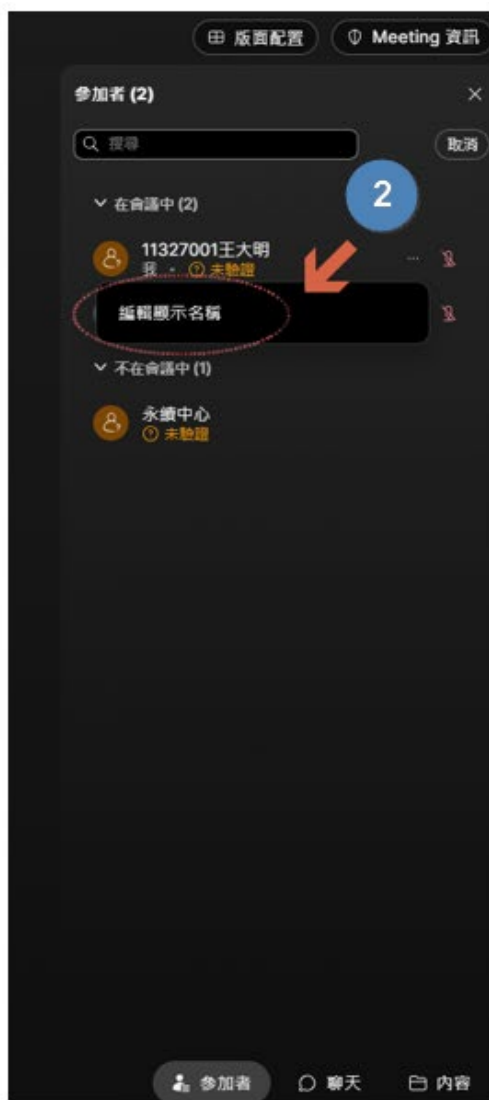 版面配置
Meeting 資訊
參加者 (2)
搜尋
取消
在會議中 (2)
2
11327001王大明
我 · 未驗證
編輯顯示名稱
不在會議中 (1)
永續中心
未驗證
參加者
聊天
內容